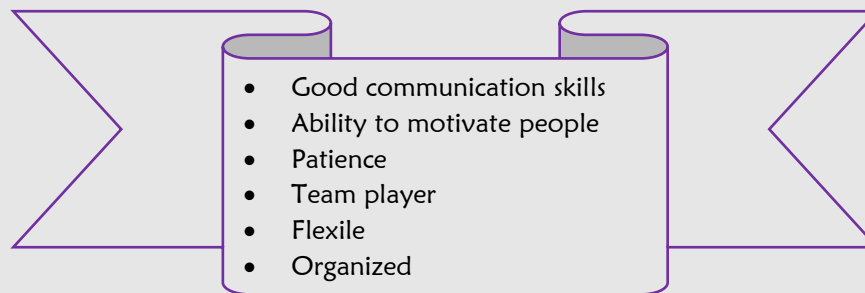 • Good communication skills
• Ability to motivate people
• Patience
• Team player
• Flexile
• Organized